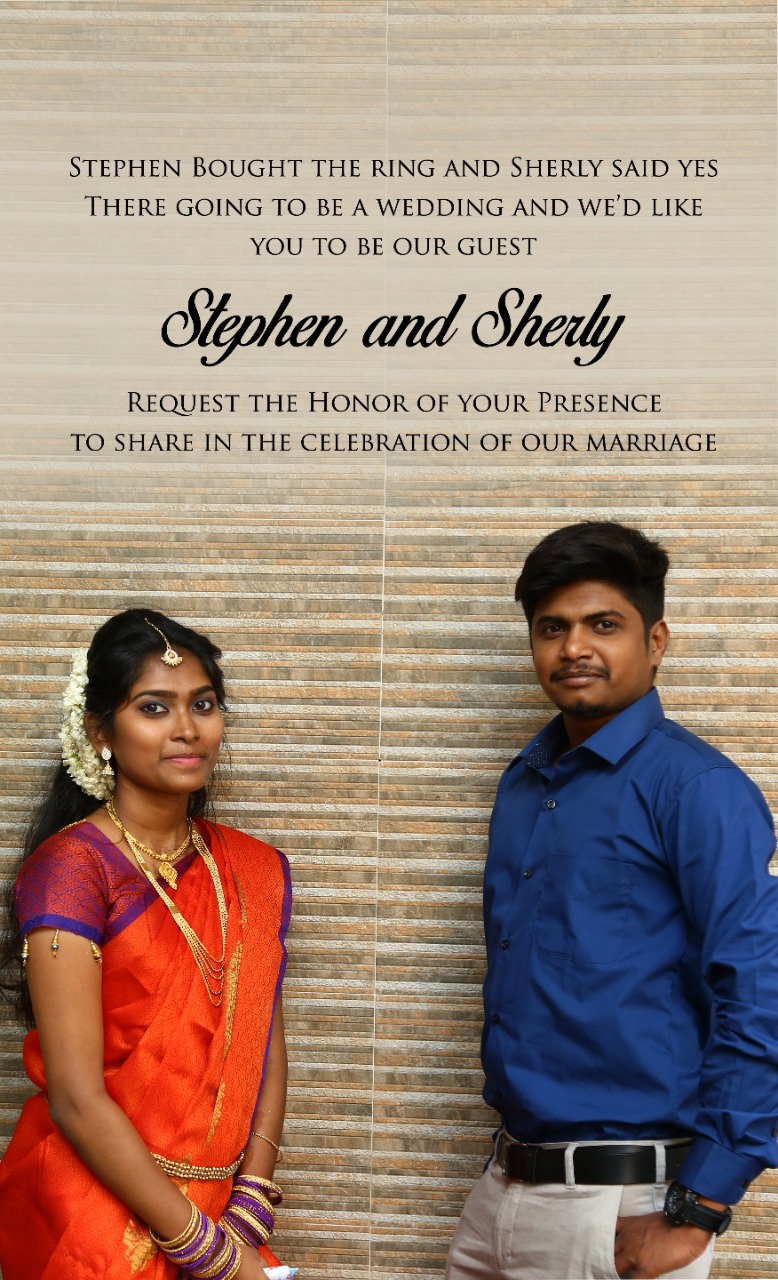 Stephen Bought the ring and Sherly said yes
There going to be a wedding and we'd like
you to be our guest
Stephen and Sherly
Request the Honor of your Presence
to share in the celebration of our marriage